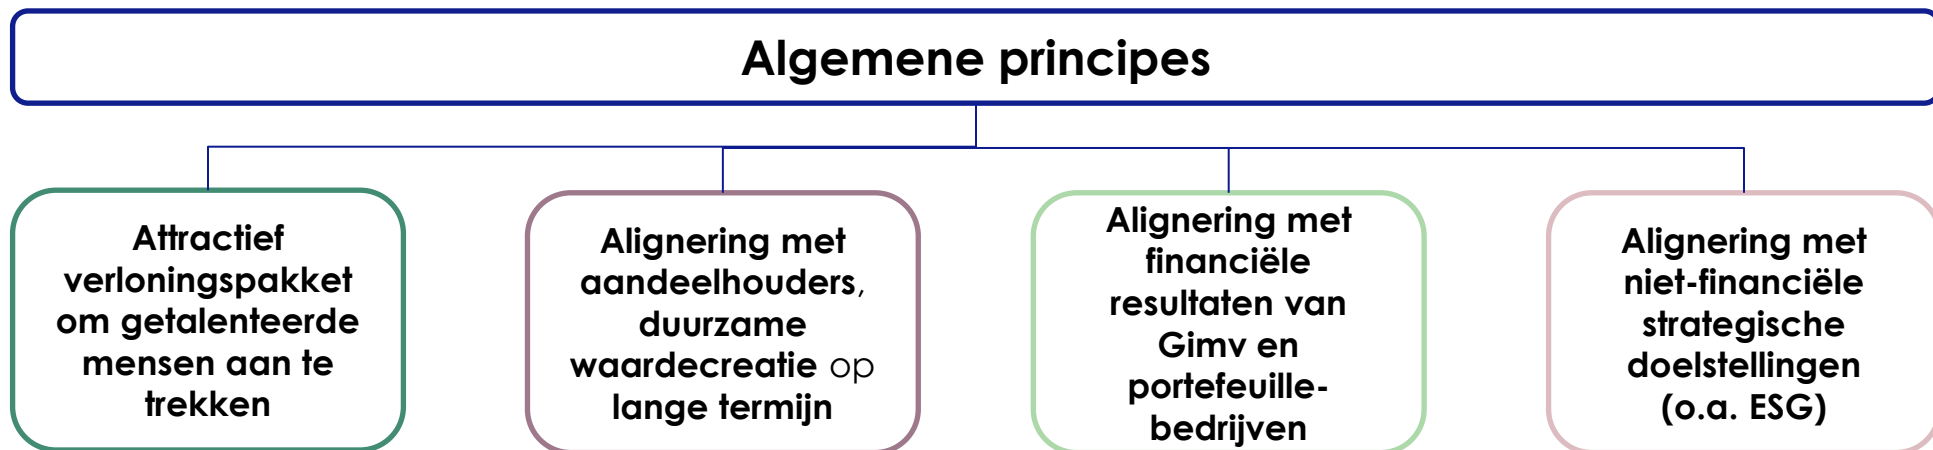 Algemene principes
Attractief
verloningspakket
om getalenteerde
mensen aan te
trekken
Alignering met
aandeelhouders,
duurzame
waardecreatie op
lange termijn
Alignering met
financiële
resultaten van
Gimv en
portefeuille-
bedrijven
Alignering met
niet-financiële
strategische
doelstellingen
(o.a. ESG)